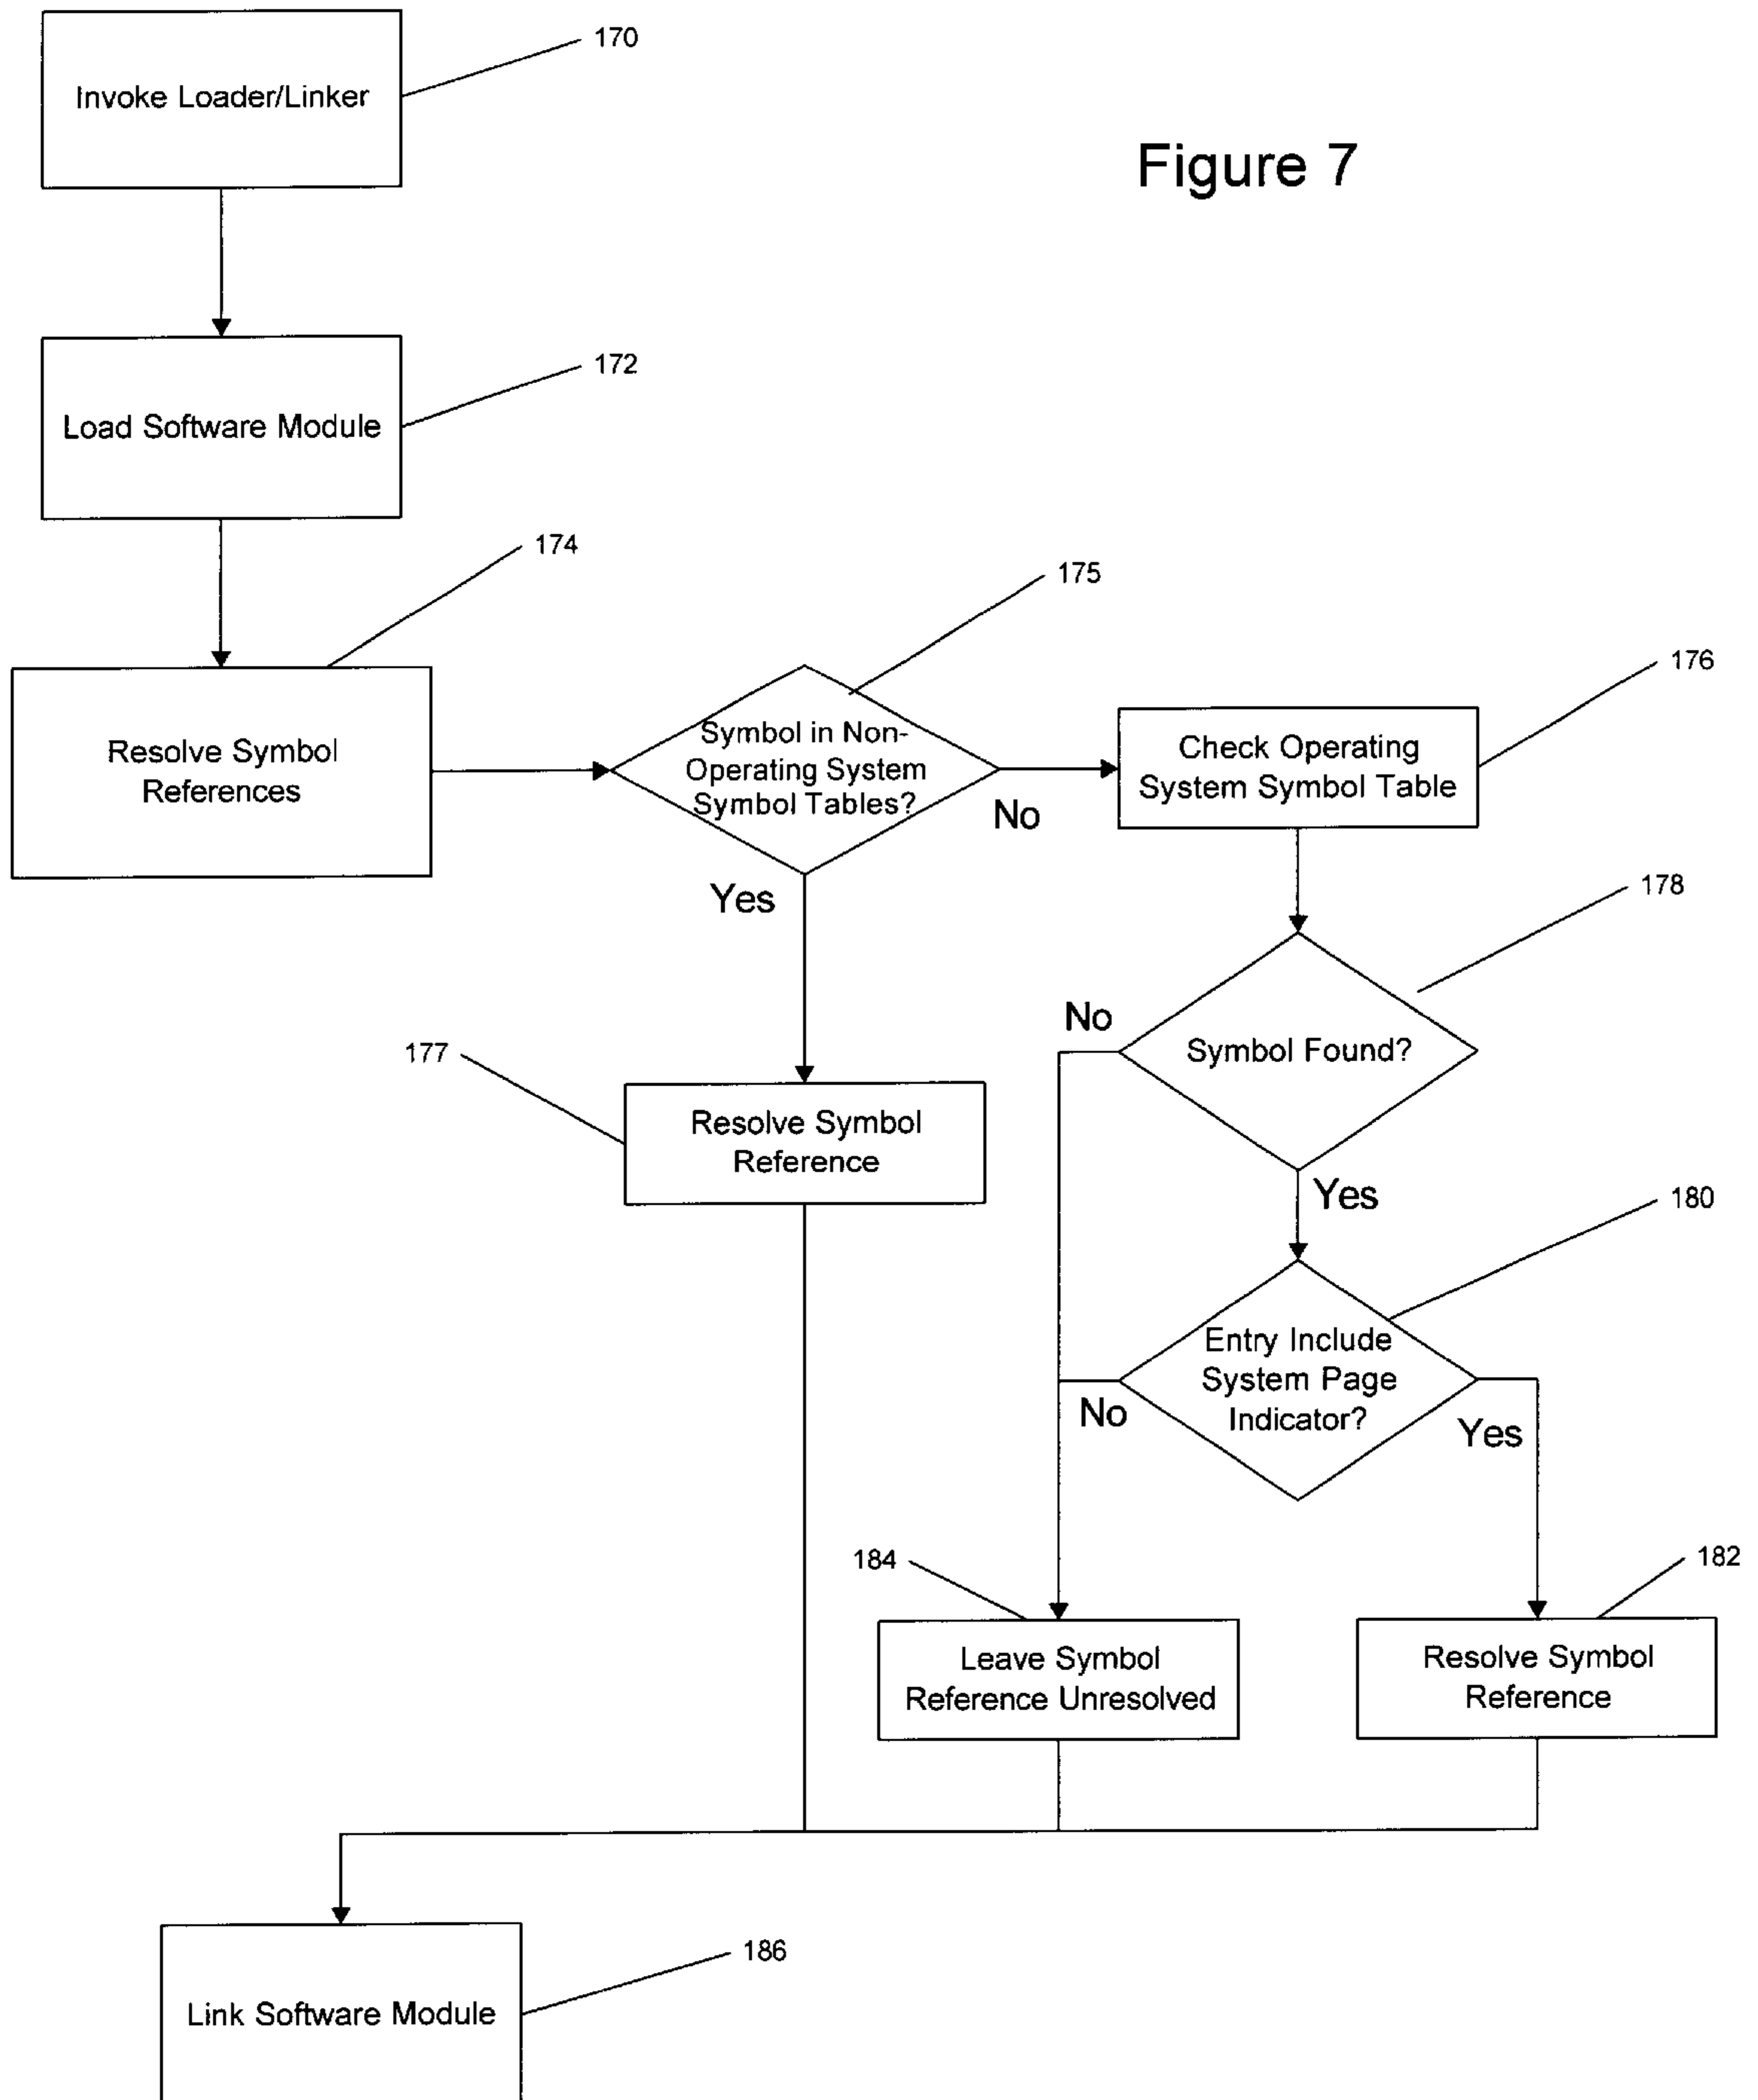 170
Invoke Loader/Linker
Figure 7
172
Load Software Module
174
175
176
Resolve Symbol
References
Symbol in Non-
Operating System
Symbol Tables?
No
Yes
Check Operating
System Symbol Table
178
No
Symbol Found?
Yes
177
Resolve Symbol
Reference
180
Entry Include
System Page
Indicator?
No
Yes
184
182
Leave Symbol
Reference Unresolved
Resolve Symbol
Reference
186
Link Software Module